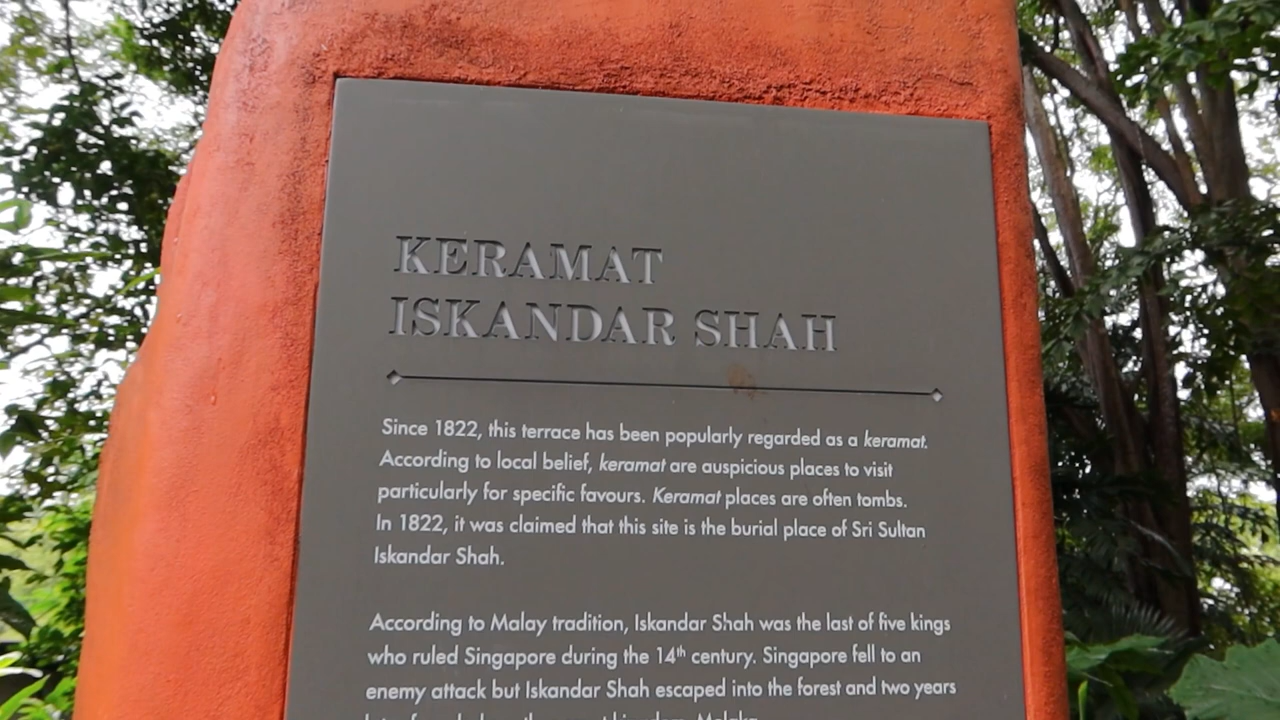 KERAMAT
ISKANDAR SHAH
Since 1822, this terrace has been popularly regarded as a keramat.
According to local belief, keramat are auspicious places to visit
particularly for specific favours. Keramat places are often tombs.
In 1822, it was claimed that this site is the burial place of Sri Sultan
Iskandar Shah.
According to Malay tradition, Iskandar Shah was the last of five kings
who ruled Singapore during the 14th century. Singapore fell to an
enemy attack but Iskandar Shah escaped into the forest and two years